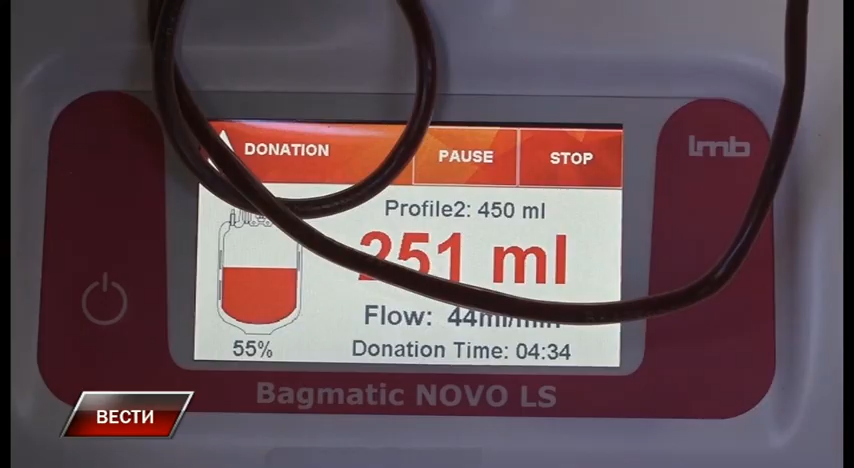 DONATION
PAUSE
STOP
lmb
Profile2: 450 ml
251 ml
Flow: 44ml/min
55%
Donation Time: 04:34
Bagmatic NOVO LS
ВЕСТИ